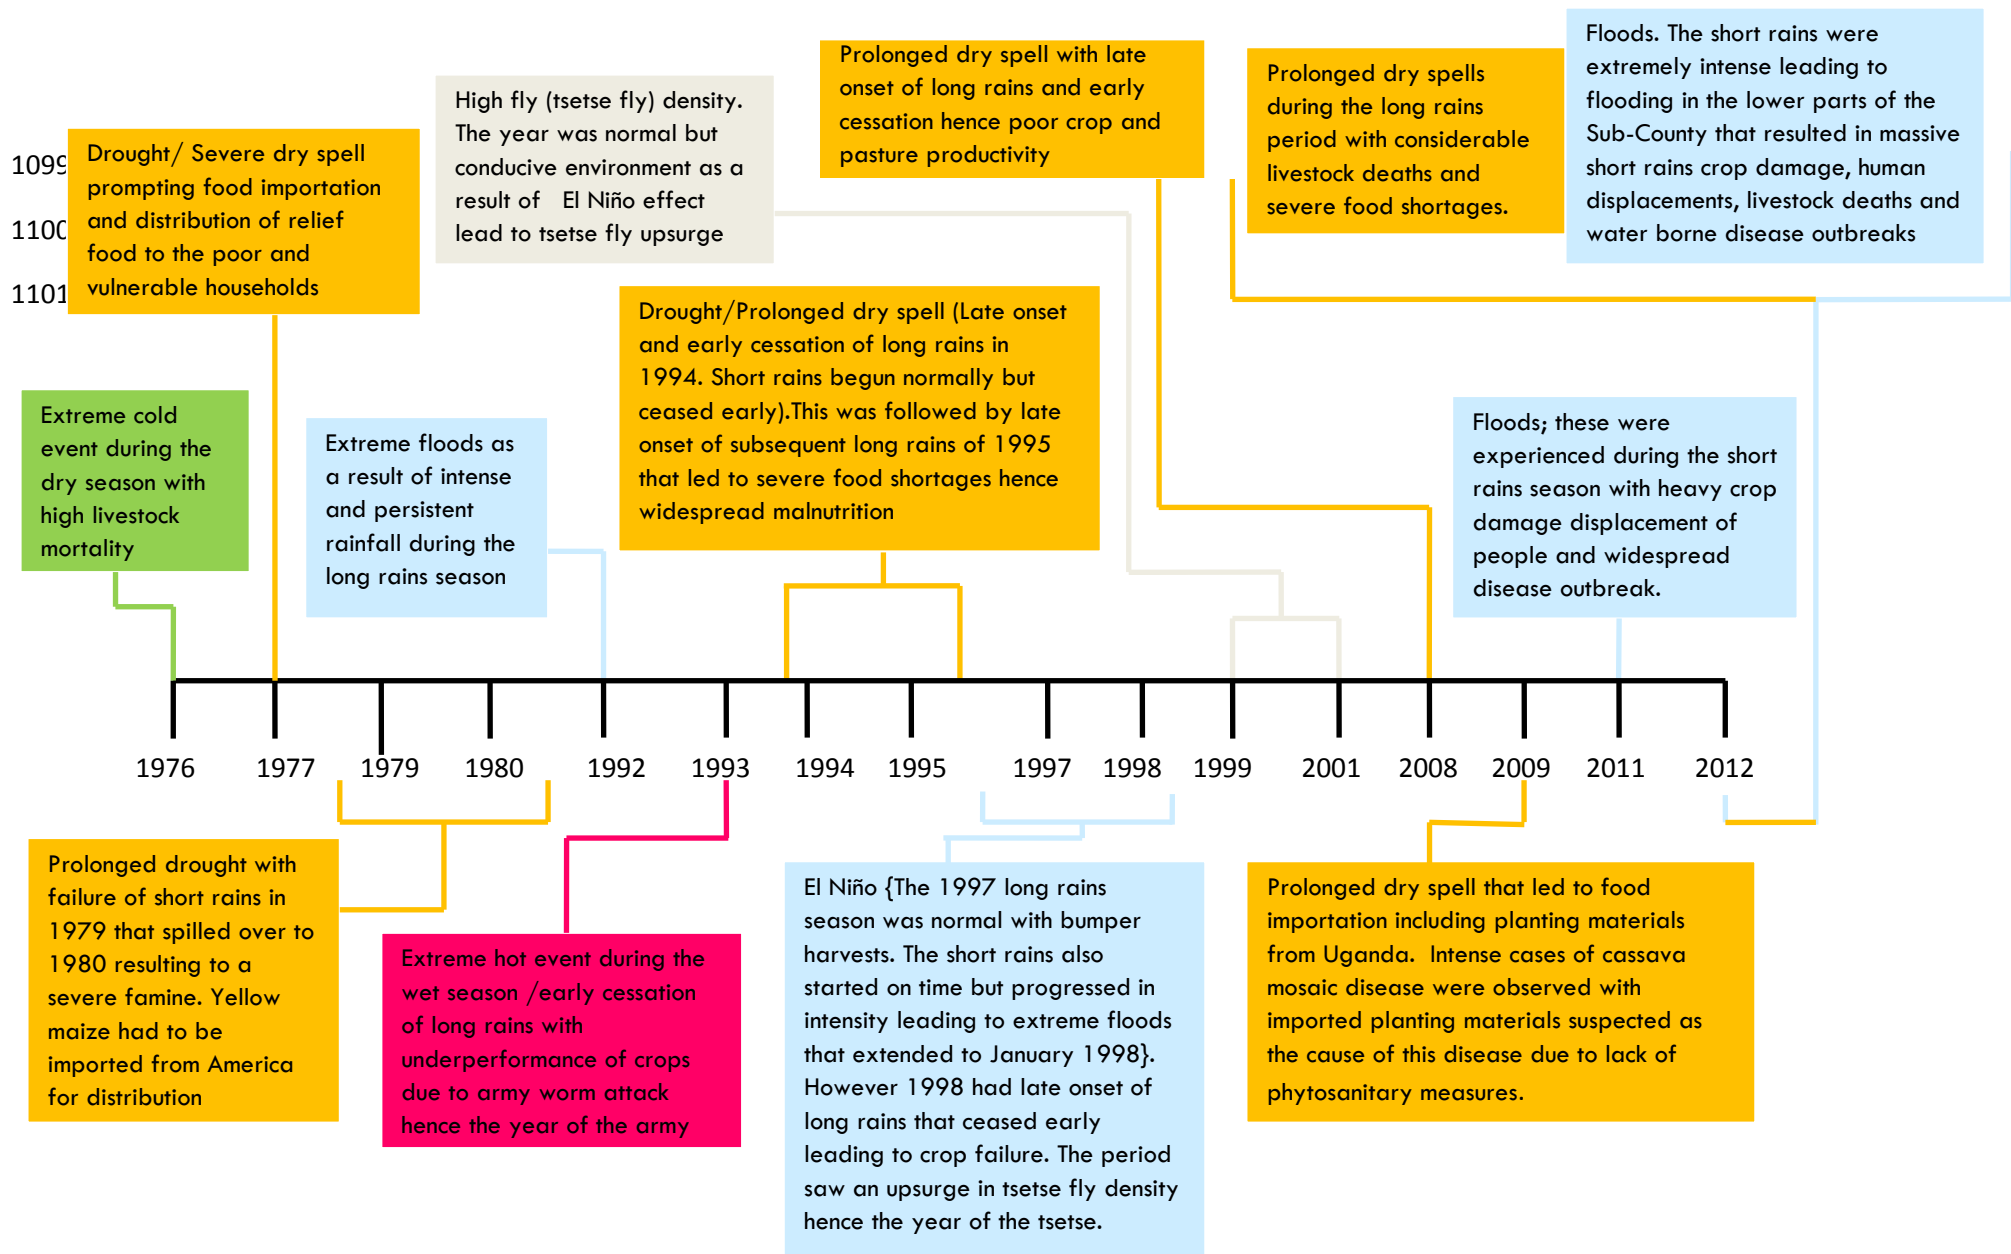 1099
1100
1101
Drought/ Severe dry spell
prompting food importation
and distribution of relief
food to the poor and
vulnerable households
High fly (tsetse fly) density.
The year was normal but
conducive environment as a
result of   El Niño effect
lead to tsetse fly upsurge
Prolonged dry spell with late
onset of long rains and early
cessation hence poor crop and
pasture productivity
Prolonged dry spells
during the long rains
period with considerable
livestock deaths and
severe food shortages.
Floods. The short rains were
extremely intense leading to
flooding in the lower parts of the
Sub-County that resulted in massive
short rains crop damage, human
displacements, livestock deaths and
water borne disease outbreaks
Extreme cold
event during the
dry season with
high livestock
mortality
Extreme floods as
a result of intense
and persistent
rainfall during the
long rains season
Drought/Prolonged dry spell (Late onset
and early cessation of long rains in
1994. Short rains begun normally but
ceased early).This was followed by late
onset of subsequent long rains of 1995
that led to severe food shortages hence
widespread malnutrition
Floods; these were
experienced during the short
rains season with heavy crop
damage displacement of
people and widespread
disease outbreak.
1976 1977 1979 1980 1992 1993 1994 1995 1997 1998 1999 2001 2008 2009 2011 2012
Prolonged drought with
failure of short rains in
1979 that spilled over to
1980 resulting to a
severe famine. Yellow
maize had to be
imported from America
for distribution
Extreme hot event during the
wet season /early cessation
of long rains with
underperformance of crops
due to army worm attack
hence the year of the army
El Niño {The 1997 long rains
season was normal with bumper
harvests. The short rains also
started on time but progressed in
intensity leading to extreme floods
that extended to January 1998}.
However 1998 had late onset of
long rains that ceased early
leading to crop failure. The period
saw an upsurge in tsetse fly density
hence the year of the tsetse.
Prolonged dry spell that led to food
importation including planting materials
from Uganda.  Intense cases of cassava
mosaic disease were observed with
imported planting materials suspected as
the cause of this disease due to lack of
phytosanitary measures.